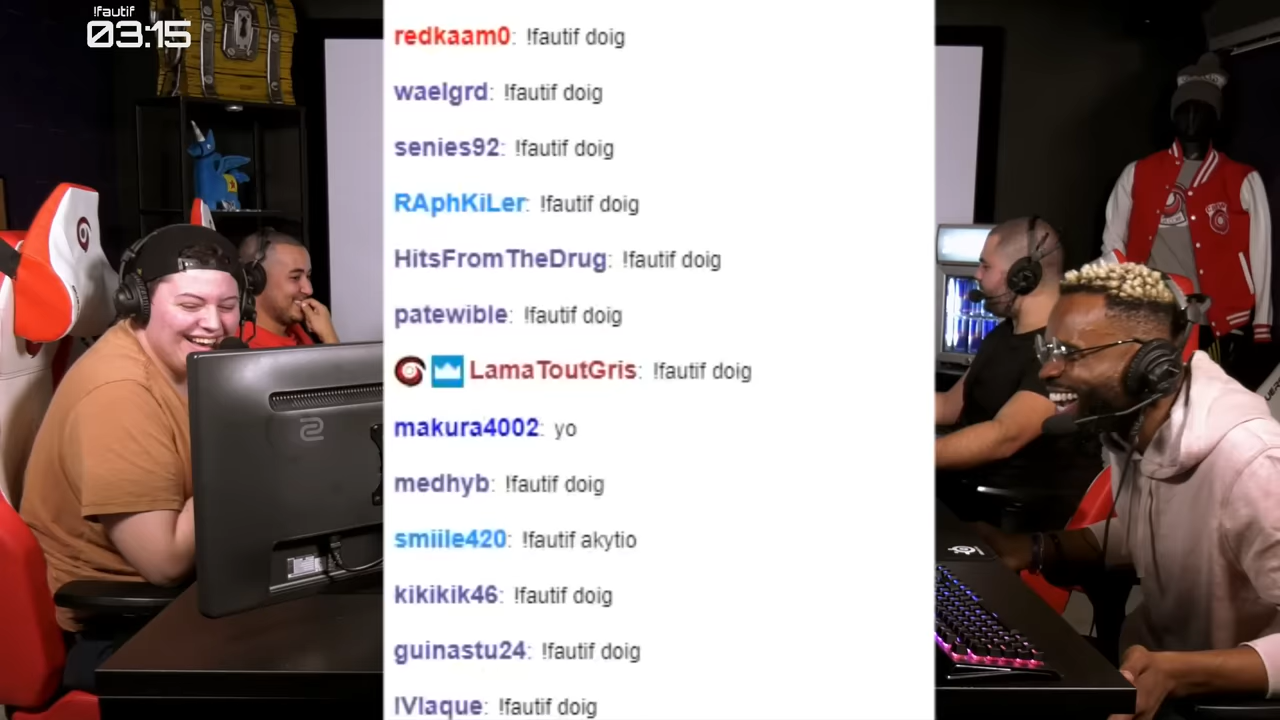 !fautif
03:15
redkaam0: !fautif doig
waelgrd: !fautif doig
senies92: !fautif doig
RAphKiLer: !fautif doig
HitsFromTheDrug: !fautif doig
patewible: !fautif doig
LamaToutGris: !fautif doig
makura4002: yo
medhyb: !fautif doig
smiile420: !fautif akytio
kikikik46: !fautif doig
guinastu24: !fautif doig
IVlaque: !fautif doig